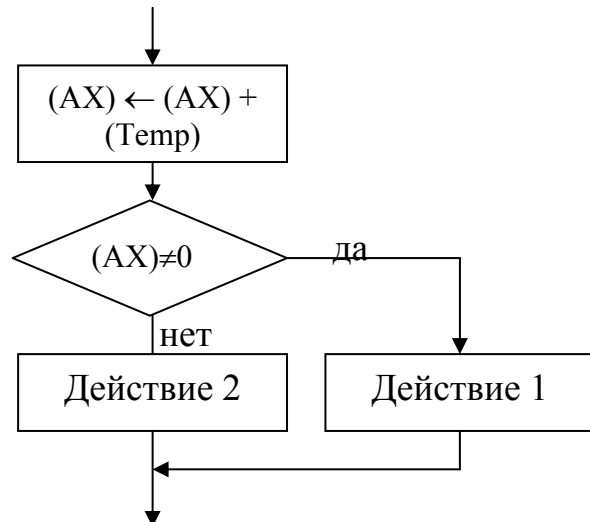 (AX) ← (AX) +
(Temp)
(AX)≠0
да
нет
Действие 2
Действие 1